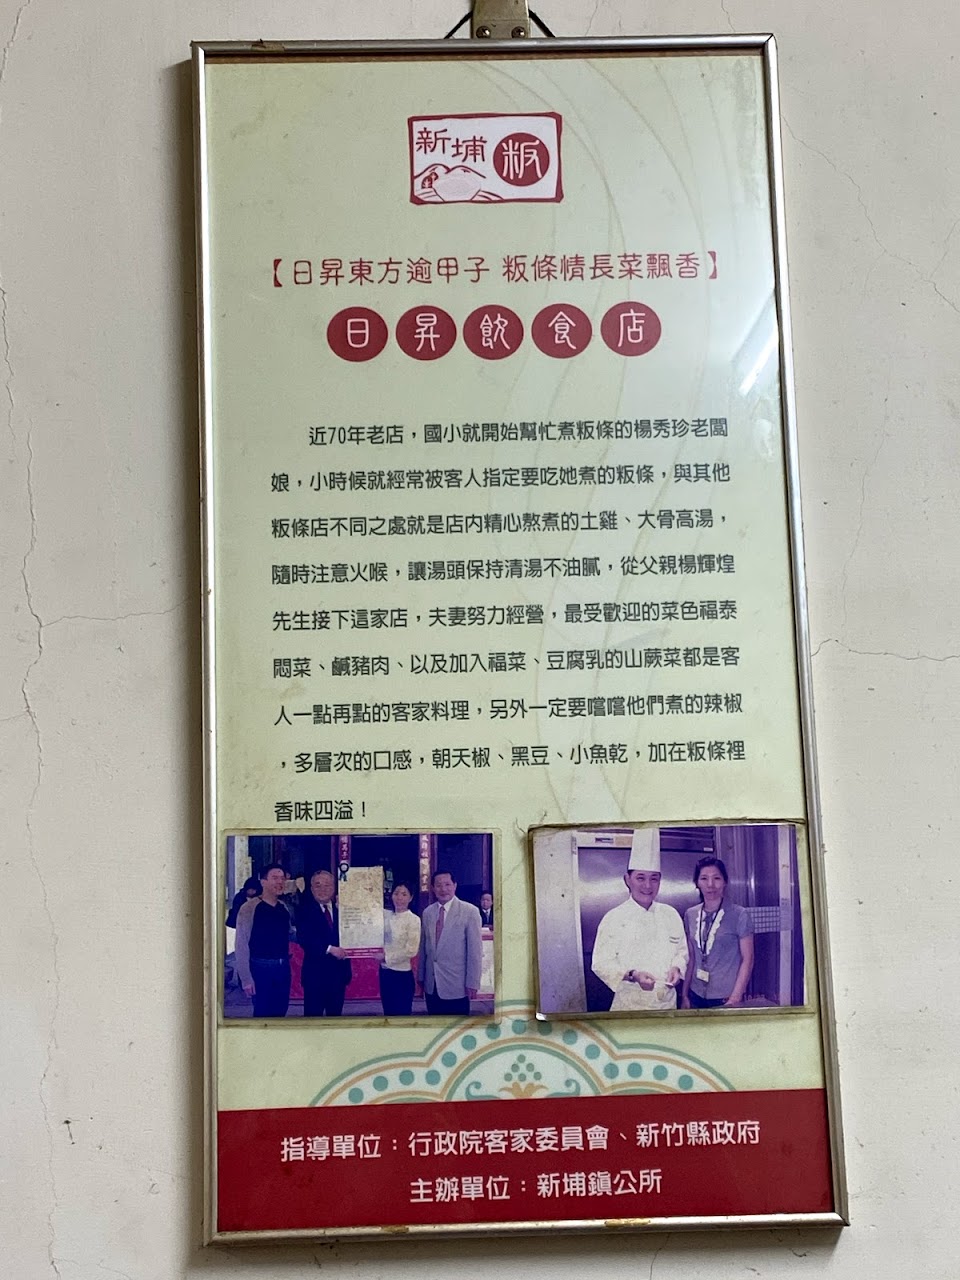 新埔粄
【日昇東方逾甲子 粄條情長菜飄香】
日昇飲食店
近70年老店，國小就開始幫忙煮粄條的楊秀珍老闆
娘，小時候就經常被客人指定要吃她煮的粄條，與其他
粄條店不同之處就是店內精心熬煮的土雞、大骨高湯，
隨時注意火喉，讓湯頭保持清湯不油膩，從父親楊輝煌
先生接下這家店，夫妻努力經營，最受歡迎的菜色福泰
悶菜、鹹豬肉、以及加入福菜、豆腐乳的山蕨菜都是客
人一點再點的客家料理，另外一定要嚐嚐他們煮的辣椒
，多層次的口感，朝天椒、黑豆、小魚乾，加在粄條裡
香味四溢！
指導單位：行政院客家委員會、新竹縣政府
主辦單位：新埔鎮公所